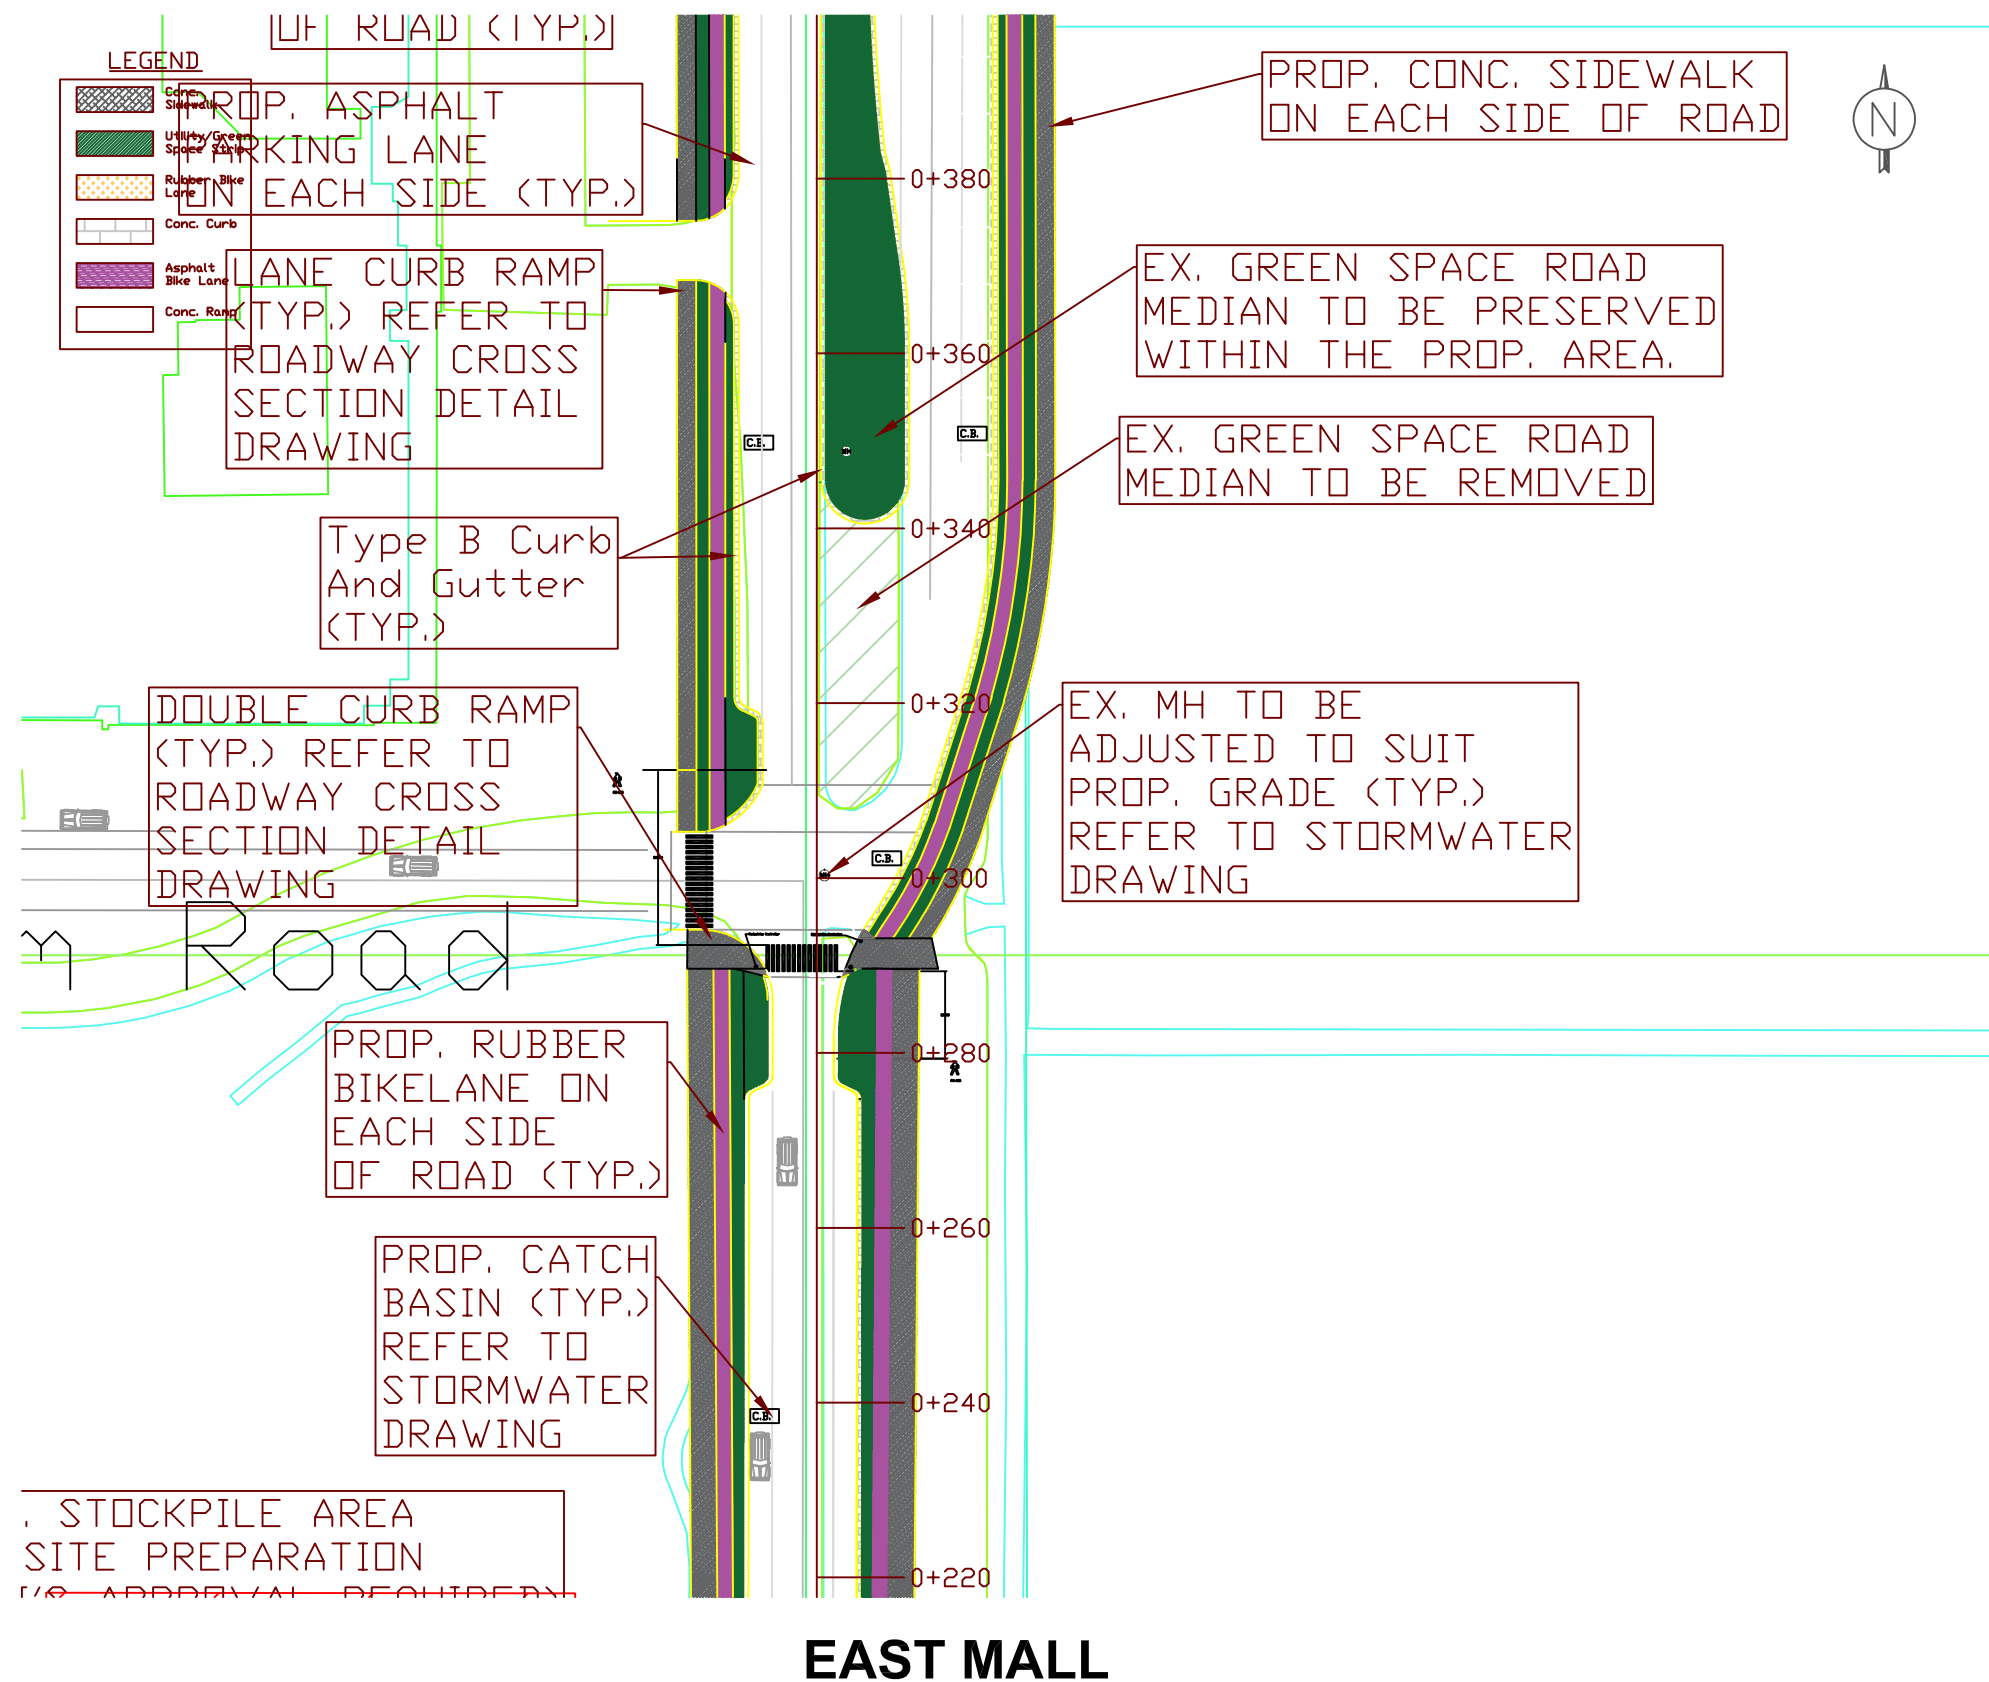 OF ROAD (TYP.)
LEGEND
Conc.
Sidewalk
Utility/Green
Space Strip
Rubber Bike
Lane
Conc. Curb
Asphalt
Bike Lane
Conc. Ramp
PROP. ASPHALT
PARKING LANE
ON EACH SIDE (TYP.)
PROP. CONC. SIDEWALK
ON EACH SIDE OF ROAD
N
0+380
LANE CURB RAMP
(TYP.) REFER TO
ROADWAY CROSS
SECTION DETAIL
DRAWING
EX. GREEN SPACE ROAD
MEDIAN TO BE PRESERVED
WITHIN THE PROP. AREA.
0+360
C.B.
C.B.
MH
EX. GREEN SPACE ROAD
MEDIAN TO BE REMOVED
Type B Curb
And Gutter
(TYP.)
0+340
DOUBLE CURB RAMP
(TYP.) REFER TO
ROADWAY CROSS
SECTION DETAIL
DRAWING
0+320
EX. MH TO BE
ADJUSTED TO SUIT
PROP. GRADE (TYP.)
REFER TO STORMWATER
DRAWING
C.B.
MH
0+300
Road
PROP. RUBBER
BIKELANE ON
EACH SIDE
OF ROAD (TYP.)
0+280
0+260
PROP. CATCH
BASIN (TYP.)
REFER TO
STORMWATER
DRAWING
0+240
C.B.
. STOCKPILE AREA
SITE PREPARATION
APPROVAL REQUIRED)
0+220
EAST MALL